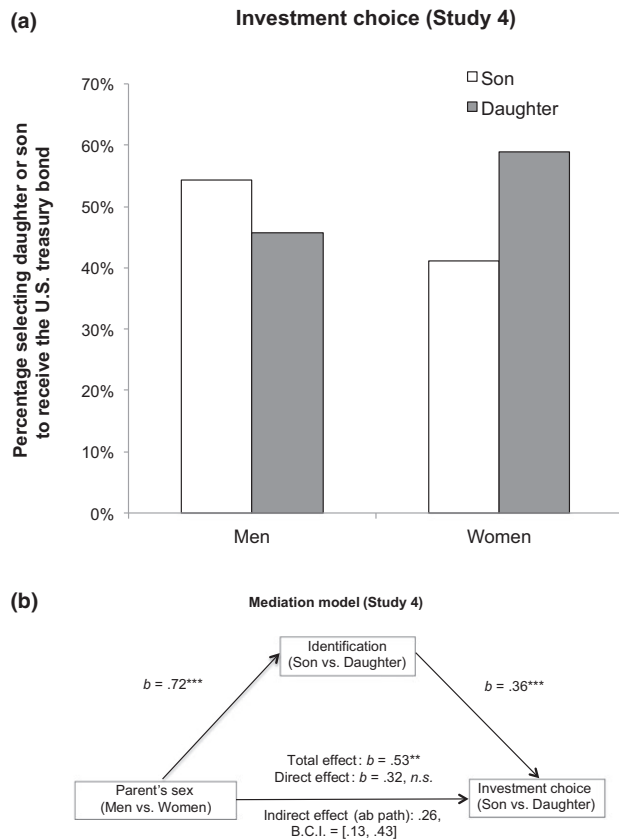 (a)
Investment choice (Study 4)
Percentage selecting daughter or son
to receive the U.S. treasury bond
70%
60%
50%
40%
30%
20%
10%
0%
Son
Daughter
Men
Women
(b)
Mediation model (Study 4)
Identification
(Son vs. Daughter)
b = .72***
b = .36***
Total effect: b = .53**
Direct effect: b = .32, n.s.
Parent's sex
(Men vs. Women)
Investment choice
(Son vs. Daughter)
Indirect effect (ab path): .26,
B.C.I. = [.13, .43]